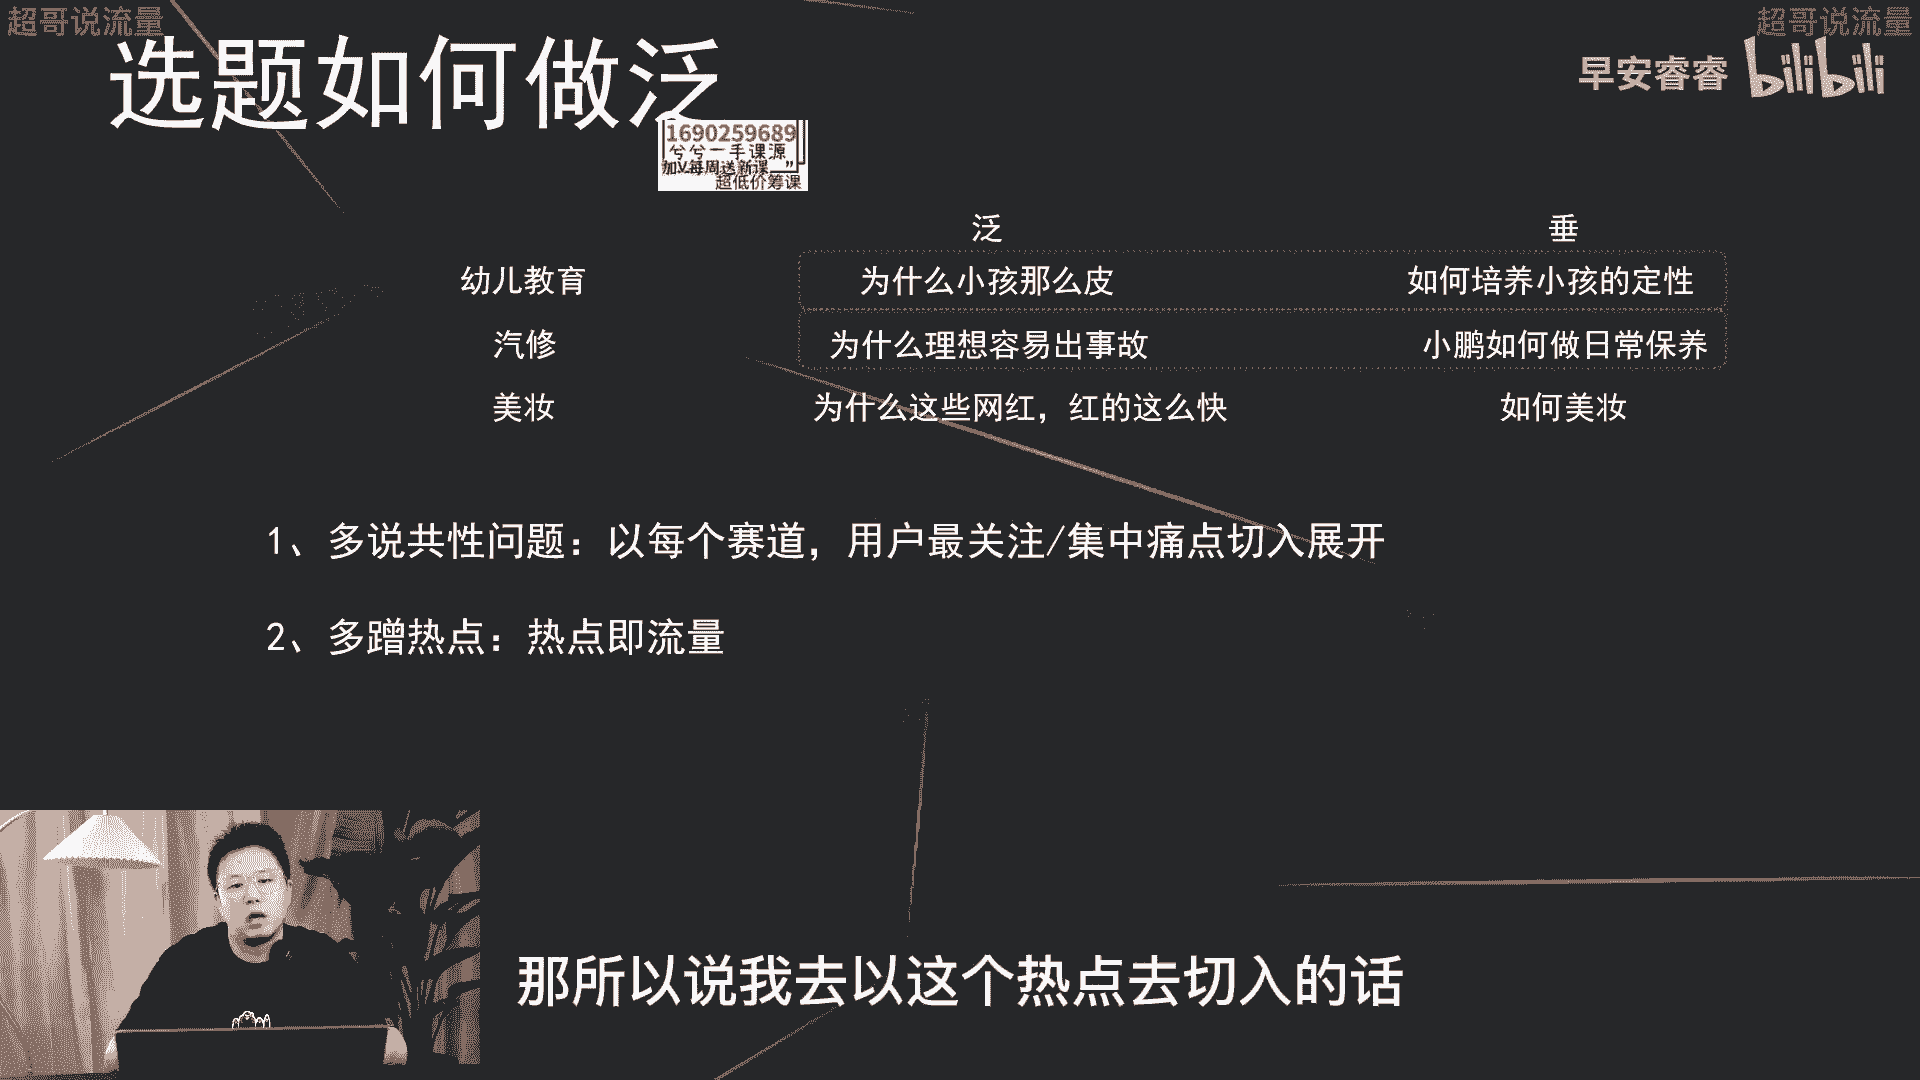 超哥说流量
超哥说流量
选题如何做泛
早安睿睿 bilibili
1690259689
兮兮一手课源
加V每周送新课
超低价筹课
泛 垂
幼儿教育 为什么小孩那么皮 如何培养小孩的定性
汽修 为什么理想容易出事故 小鹏如何做日常保养
美妆 为什么这些网红，红的这么快 如何美妆
1、多说共性问题：以每个赛道，用户最关注/集中痛点切入展开
2、多蹭热点：热点即流量
那所以说我去以这个热点去切入的话